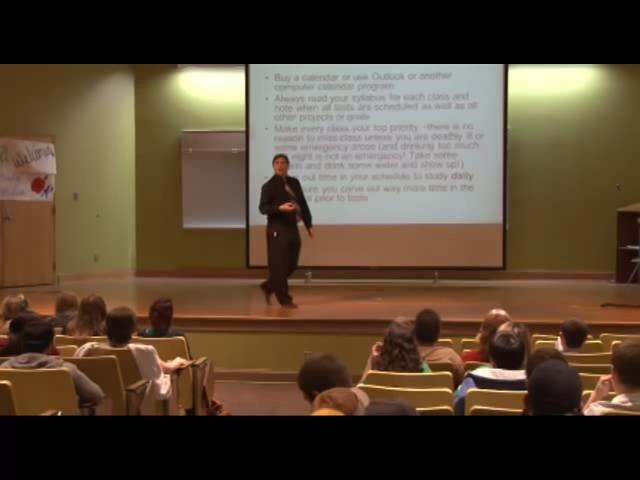 • Buy a calendar or use Outlook or another
computer calendar program
• Always read your syllabus file each class and
note when all tests are scheduled as well as all
other projects or goals
• Make every class your top priority -there is no
reason to miss class unless you are deadly ill or
some emergency arose (and drinking too much
night is not an emergency! Take some
and drink some water and show up!)
out time in your schedule to study daily
sure you carve out way more time in the
prior to tests